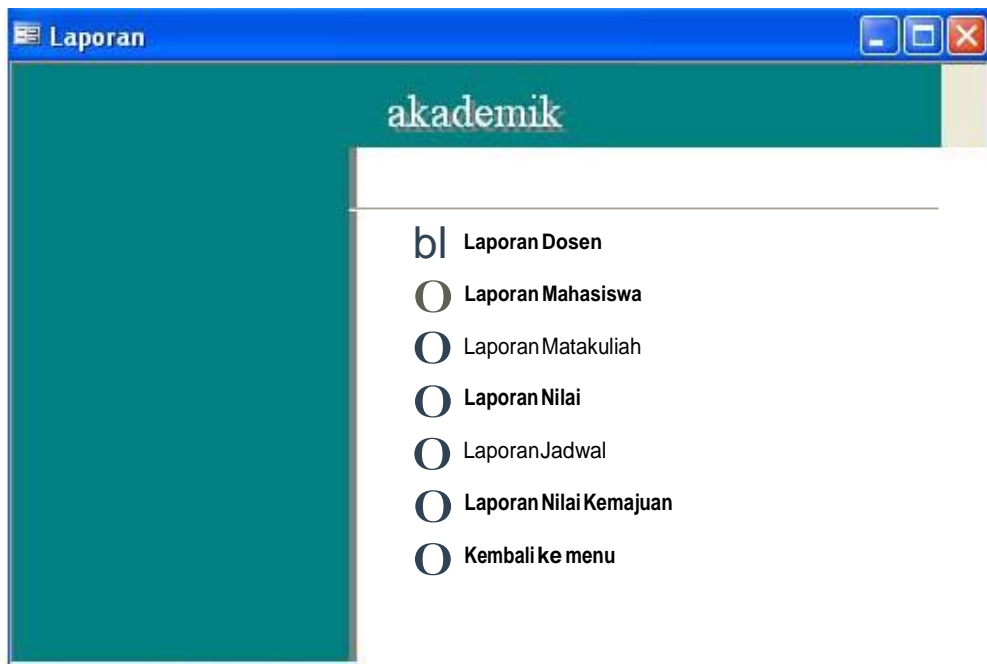 Laporan
akademik
bl Laporan Dosen
O Laporan Mahasiswa
O Laporan Matakuliah
O Laporan Nilai
O Laporan Jadwal
O Laporan Nilai Kemajuan
O Kembali ke menu